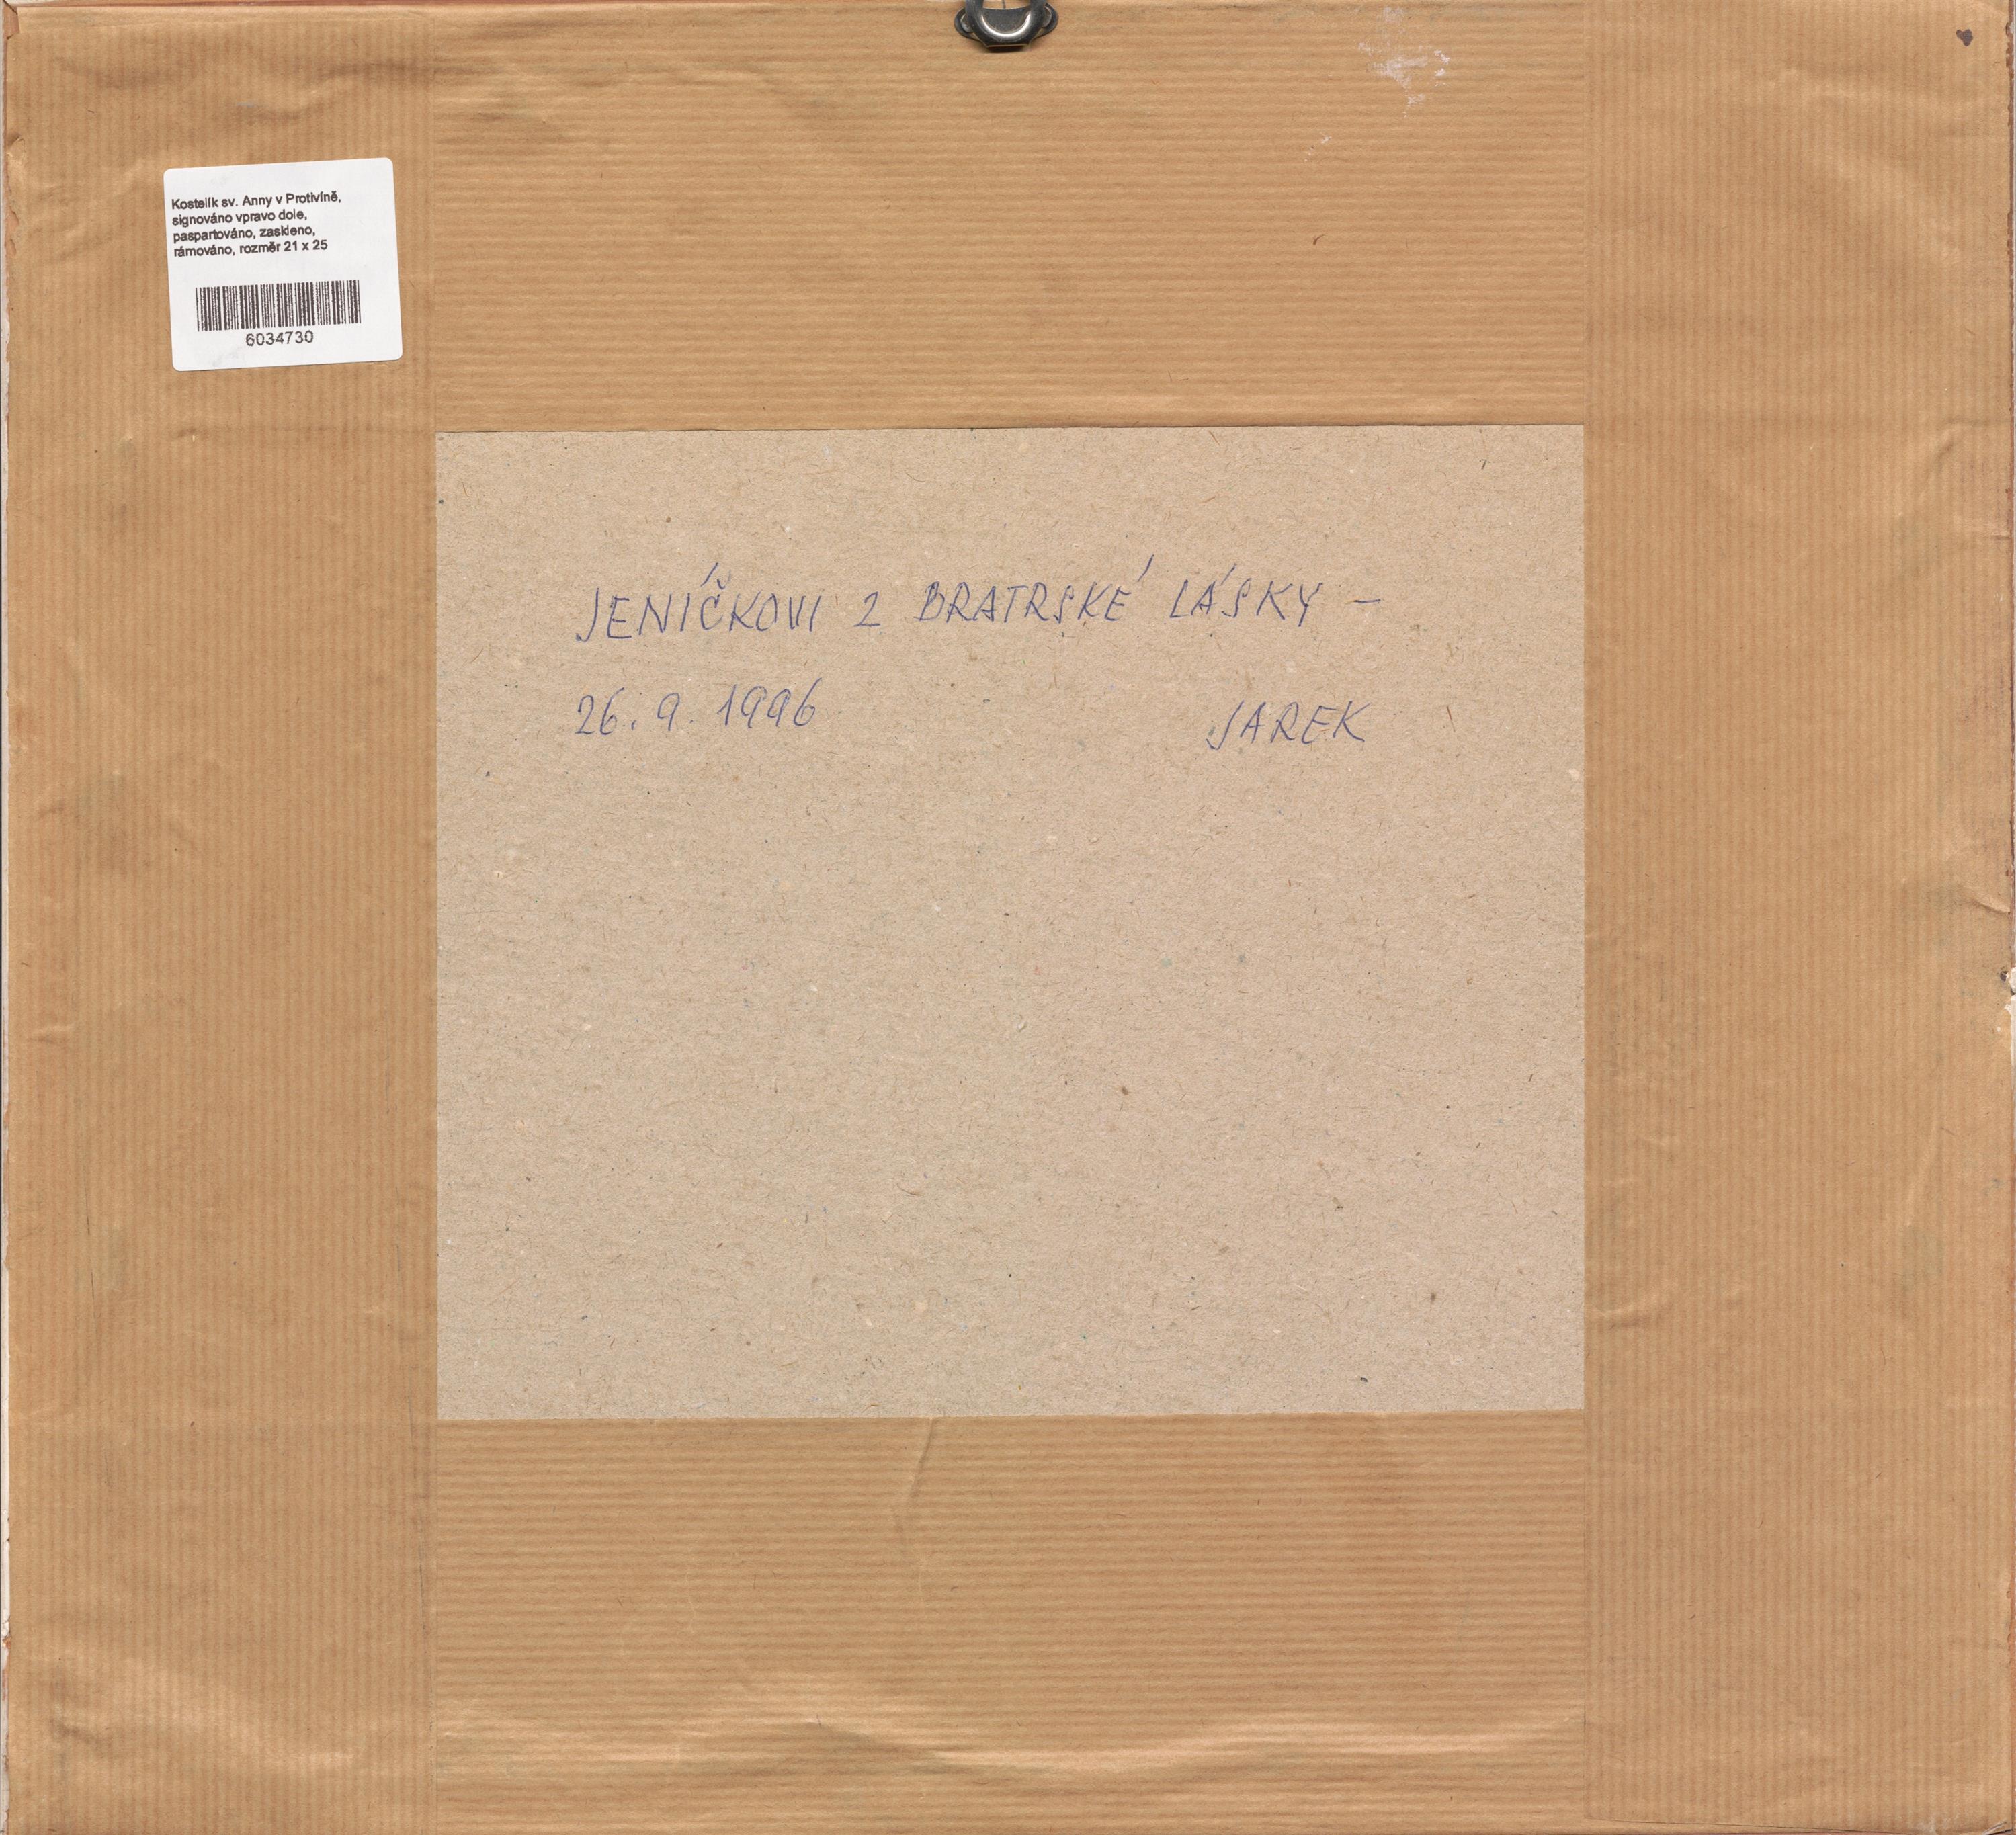 Kostelík sv. Anny v Protivíně,
signováno vpravo dole,
paspartováno, zaskleno,
rámováno, rozměr 21 x 25
6034730
JENÍČKOVI Z BRATRSKÉ LÁSKY –
26. 9. 1996 JAREK